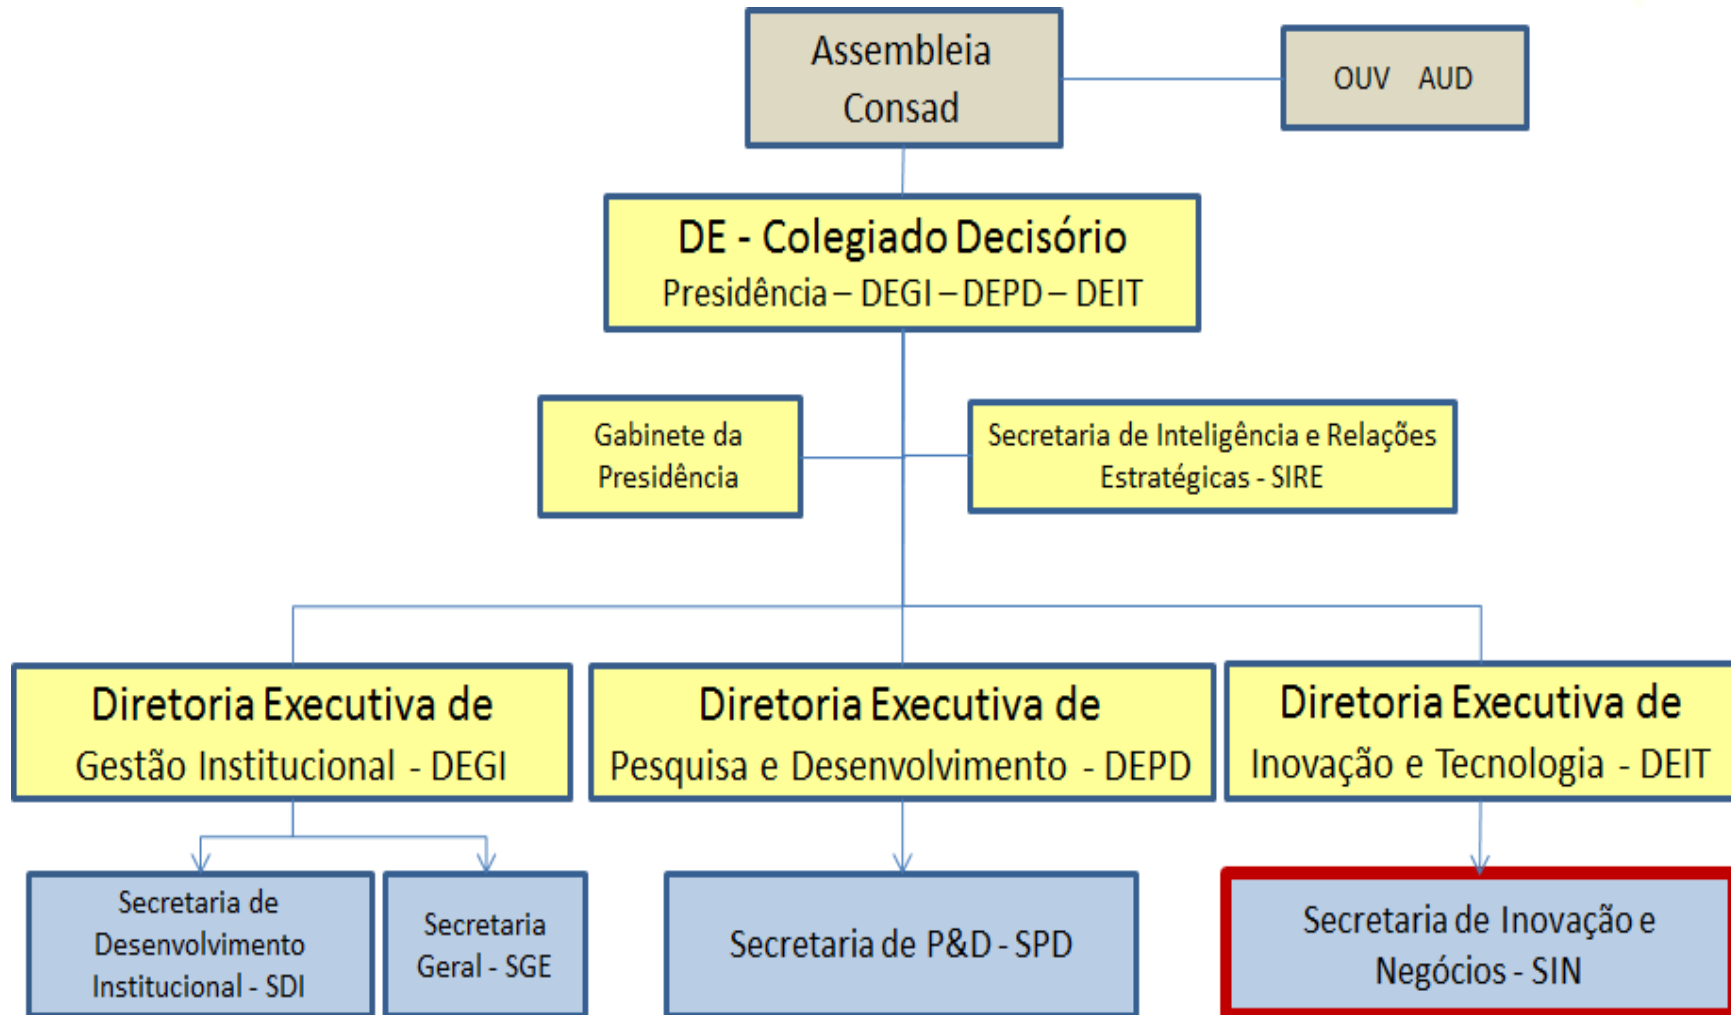 Assembleia
Consad
OUV AUD
DE - Colegiado Decisório
Presidência – DEGI – DEPD – DEIT
Gabinete da
Presidência
Secretaria de Inteligência e Relações
Estratégicas - SIRE
Diretoria Executiva de
Gestão Institucional - DEGI
Diretoria Executiva de
Pesquisa e Desenvolvimento - DEPD
Diretoria Executiva de
Inovação e Tecnologia - DEIT
Secretaria de
Desenvolvimento
Institucional - SDI
Secretaria
Geral - SGE
Secretaria de P&D - SPD
Secretaria de Inovação e
Negócios - SIN